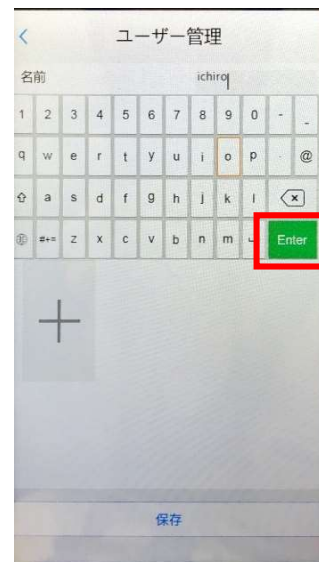 ユーザー管理
名前 ichiro
1 2 3 4 5 6 7 8 9 0 - _
q w e r t y u i o p . @
a s d f g h j k l
#+= z x c v b n m Enter
保存